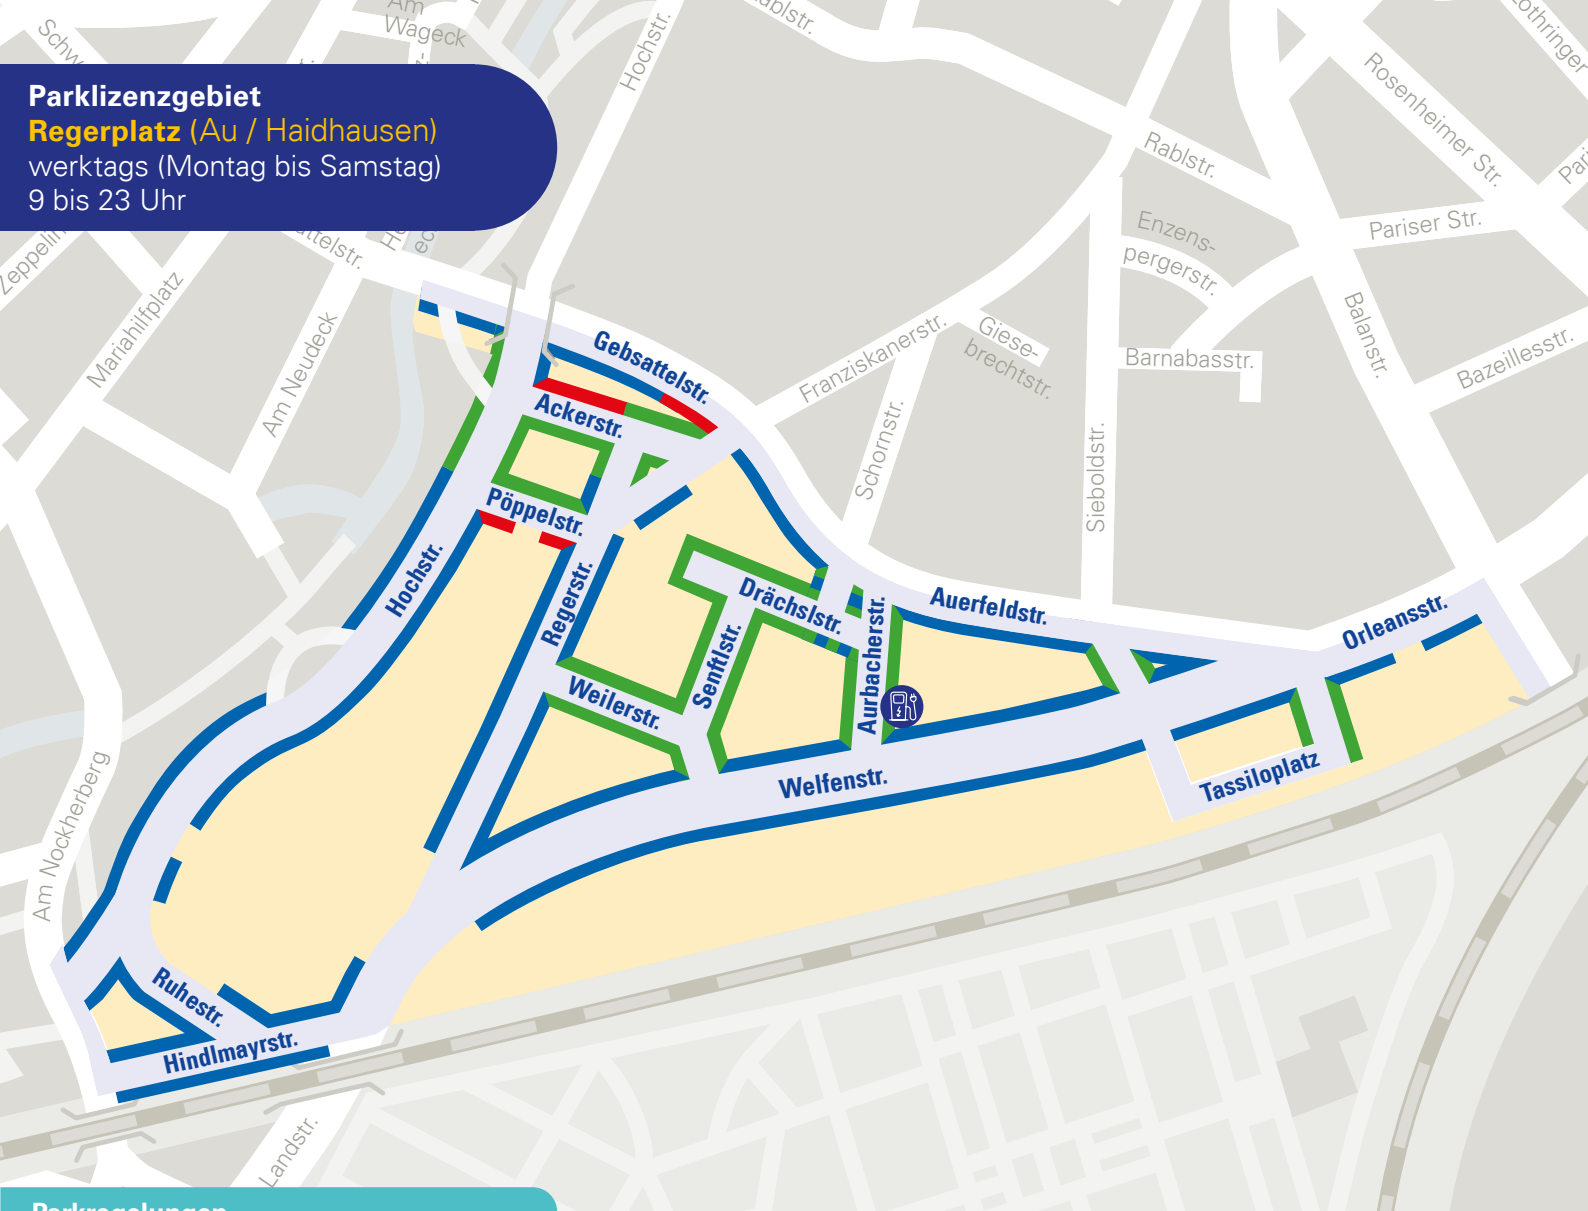 Parklizenzgebiet
Regerplatz (Au / Haidhausen)
werktags (Montag bis Samstag)
9 bis 23 Uhr
Am
Wageck
Hochstr.
Rablstr.
Rosenheimer Str.
Pariser Str.
Enzens-
pergerstr.
Balanstr.
Bazeillesstr.
Barnabasstr.
Giese-
brechtstr.
Franziskanerstr.
Schornstr.
Sieboldstr.
Mariahilfplatz
Am Neudeck
Am Nockherberg
Gebsattelstr.
Ackerstr.
Pöppelstr.
Hochstr.
Regerstr.
Drächslstr.
Senftlstr.
Weilerstr.
Aurbacherstr.
Auerfeldstr.
Orleansstr.
Welfenstr.
Tassiloplatz
Ruhestr.
Hindlmayrstr.
Landstr.
Parkregelungen